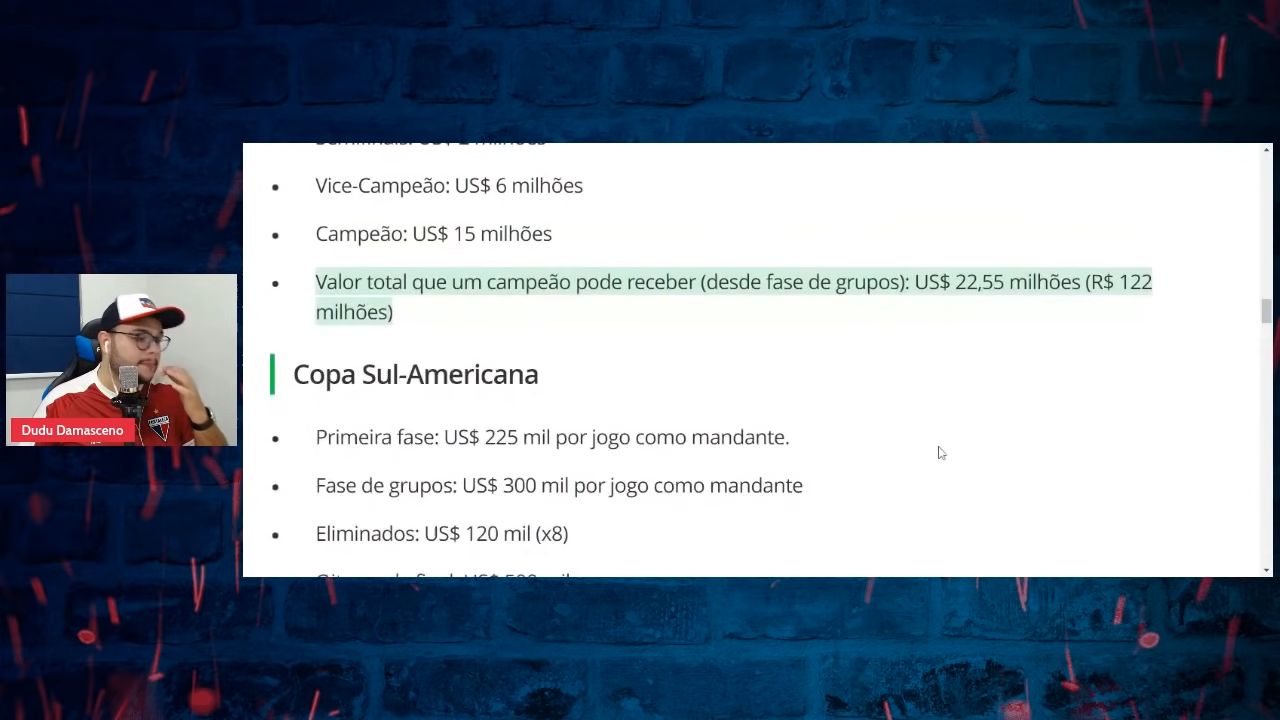 Vice-Campeão: US$ 6 milhões
Campeão: US$ 15 milhões
Valor total que um campeão pode receber (desde fase de grupos): US$ 22,55 milhões (R$ 122
milhões)
Copa Sul-Americana
Primeira fase: US$ 225 mil por jogo como mandante.
Fase de grupos: US$ 300 mil por jogo como mandante
Eliminados: US$ 120 mil (x8)
Dudu Damasceno